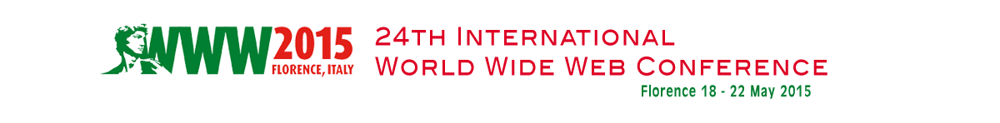 WWW2015
FLORENCE, ITALY
24TH INTERNATIONAL
WORLD WIDE WEB CONFERENCE
Florence 18 - 22 May 2015